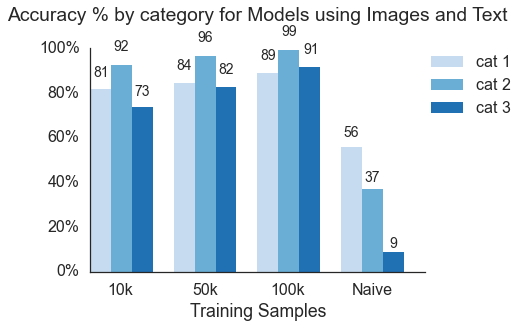 Accuracy % by category for Models using Images and Text
100%
80%
60%
40%
20%
0%
81
92
73
84
96
82
89
99
91
56
37
9
cat 1
cat 2
cat 3
10k
50k
100k
Naive
Training Samples